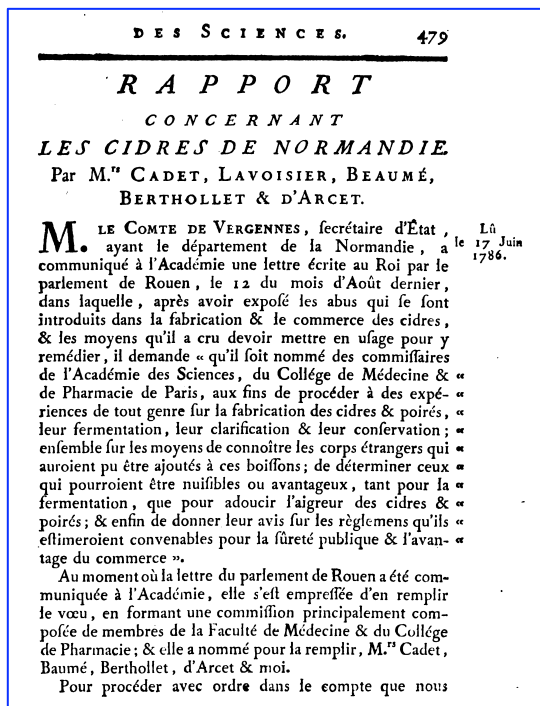 DES SCIENCES. 479
RAPPORT
CONCERNANT
LES CIDRES DE NORMANDIE.
Par M.rs CADET, LAVOISIER, BEAUMÉ,
BERTHOLLET & D'ARCET.
M. LE COMTE DE VERGENNES, ſecrétaire d'État,
ayant le département de la Normandie, a
communiqué à l'Académie une lettre écrite au Roi par le
parlement de Rouen, le 12 du mois d'Août dernier,
dans laquelle, après avoir expoſé les abus qui ſe ſont
introduits dans la fabrication & le commerce des cidres,
& les moyens qu'il a cru devoir mettre en uſage pour y
remédier, il demande « qu'il ſoit nommé des commiſſaires
de l'Académie des Sciences, du Collége de Médecine & «
de Pharmacie de Paris, aux fins de procéder à des expé- «
riences de tout genre ſur la fabrication des cidres & poirés, «
leur fermentation, leur clarification & leur conſervation; «
enſemble ſur les moyens de connoître les corps étrangers qui «
auroient pu être ajoutés à ces boiſſons; de déterminer ceux «
qui pourroient être nuiſibles ou avantageux, tant pour la «
fermentation, que pour adoucir l'aigreur des cidres & «
poirés; & enfin de donner leur avis ſur les règlemens qu'ils «
eſtimeroient convenables pour la ſûreté publique & l'avan- «
tage du commerce ».
Au moment où la lettre du parlement de Rouen a été com-
muniquée à l'Académie, elle s'eſt empreſſée d'en remplir
le vœu, en formant une commiſſion principalement com-
poſée de membres de la Faculté de Médecine & du Collége
de Pharmacie; & elle a nommé pour la remplir, M.rs Cadet,
Baumé, Berthollet, d'Arcet & moi.
Pour procéder avec ordre dans le compte que nous
Lû
le 17 Juin
1786.